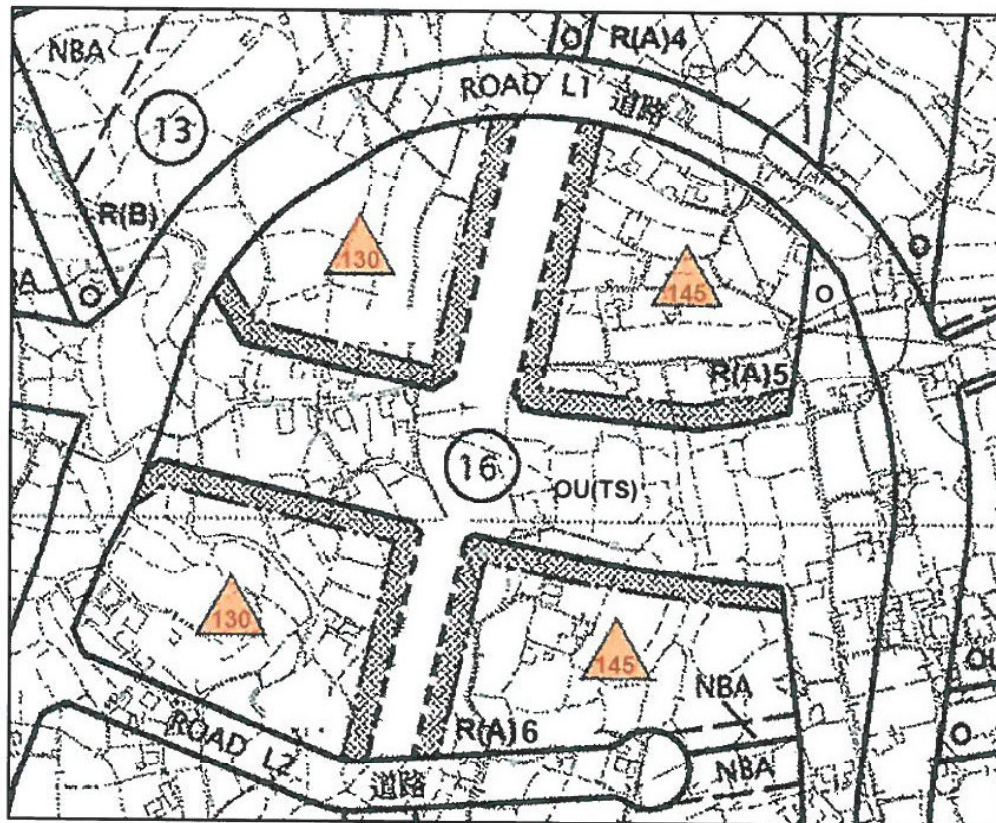 NBA
O
R(A)4
ROAD L1 道路
13
R(B)
A
O
130
145
O
O
R(A)5
16
OU(TS)
130
145
NBA
OU
ROAD L2 道路
R(A)6
NBA
O